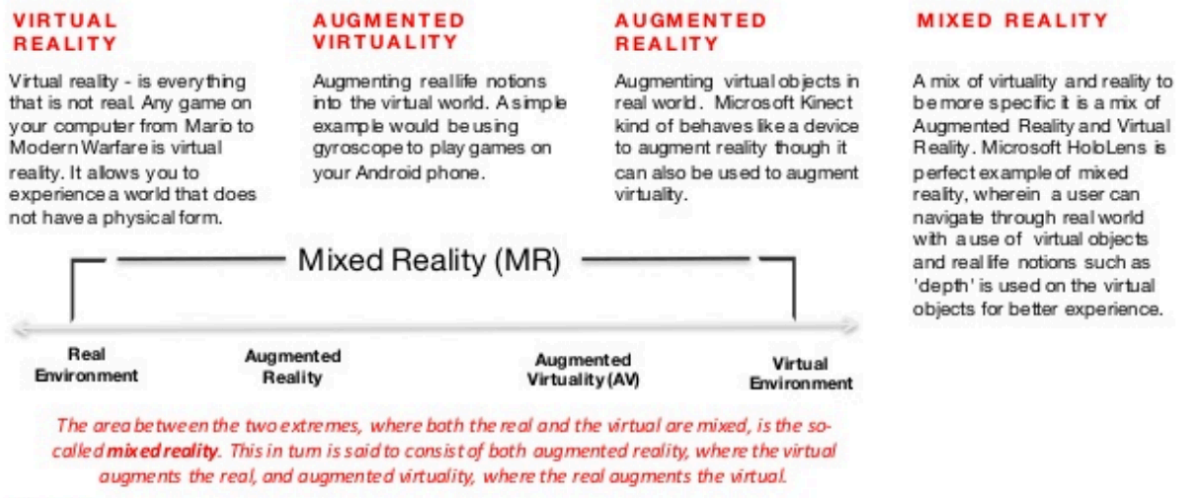 VIRTUAL
REALITY
Virtual reality - is everything
that is not real. Any game on
your computer from Mario to
Modern Warfare is virtual
reality. It allows you to
experience a world that does
not have a physical form.
AUGMENTED
VIRTUALITY
Augmenting real life notions
into the virtual world. A simple
example would be using
gyroscope to play games on
your Android phone.
AUGMENTED
REALITY
Augmenting virtual objects in
real world. Microsoft Kinect
kind of behaves like a device
to augment reality though it
can also be used to augment
virtuality.
MIXED REALITY
A mix of virtuality and reality to
be more specific it is a mix of
Augmented Reality and Virtual
Reality. Microsoft HoloLens is
perfect example of mixed
reality, wherein a user can
navigate through real world
with a use of virtual objects
and real life notions such as
'depth' is used on the virtual
objects for better experience.
Mixed Reality (MR)
Real
Environment
Augmented
Reality
Augmented
Virtuality (AV)
Virtual
Environment
The area between the two extremes, where both the real and the virtual are mixed, is the so-
called mixed reality. This in turn is said to consist of both augmented reality, where the virtual
augments the real, and augmented virtuality, where the real augments the virtual.